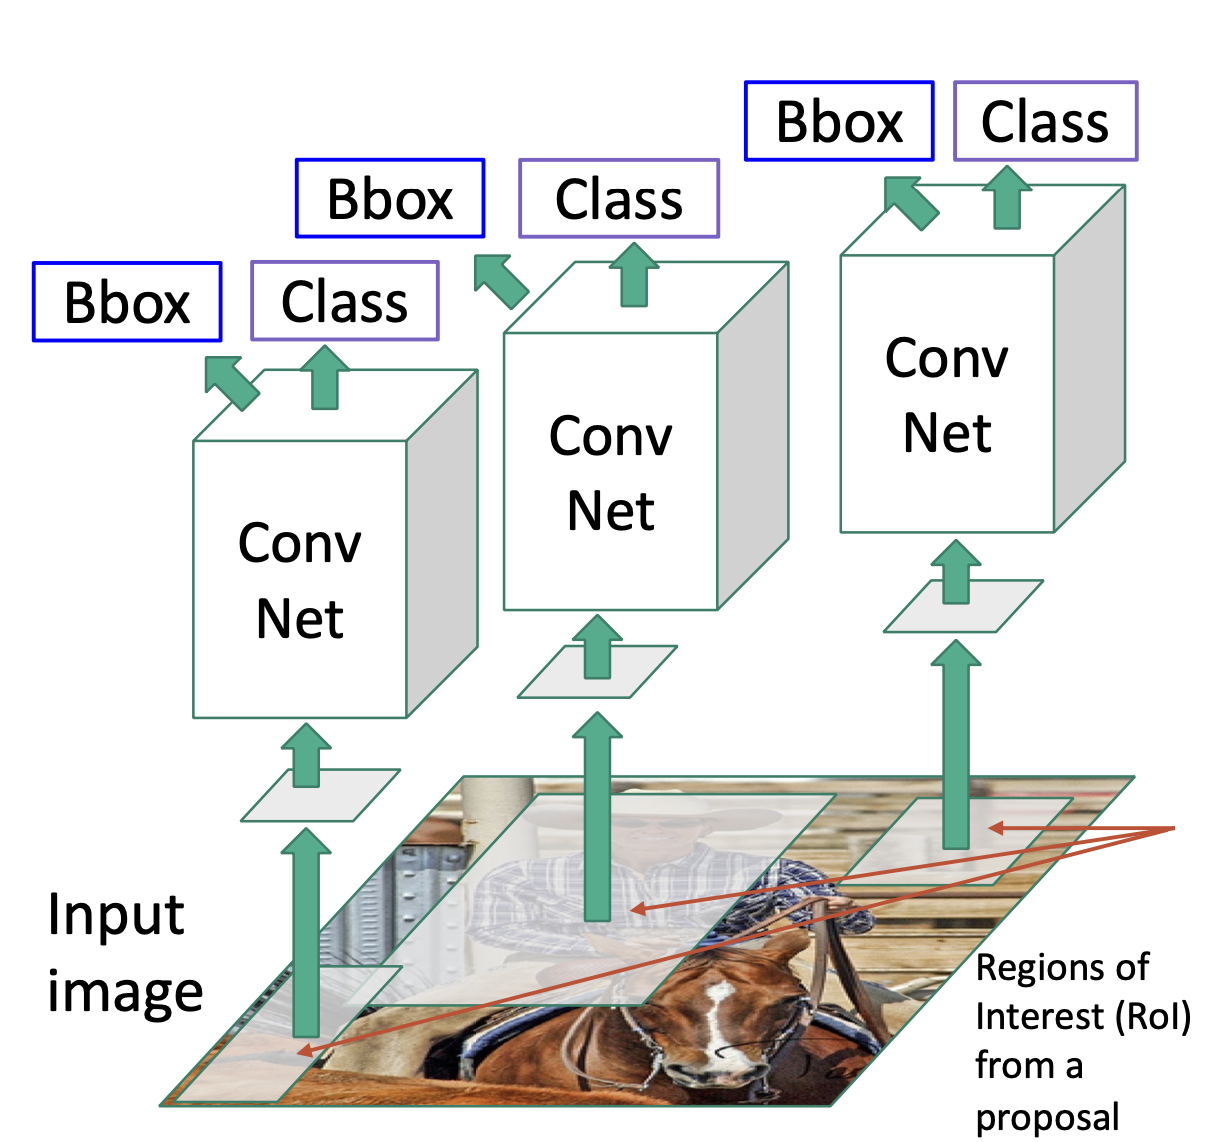 Bbox
Class
Bbox
Class
Bbox
Class
Conv
Net
Conv
Net
Conv
Net
Input
image
Regions of
Interest (RoI)
from a
proposal